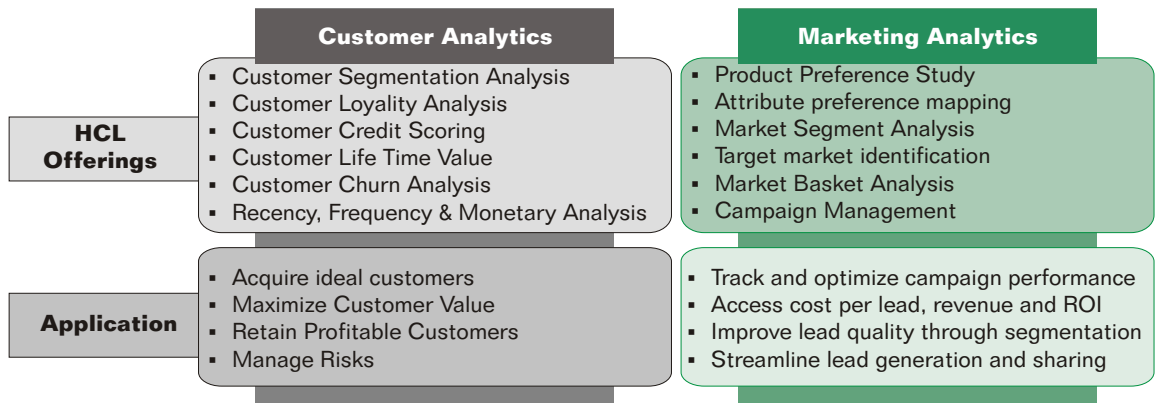 Customer Analytics
Marketing Analytics
HCL
Offerings
▪ Customer Segmentation Analysis
▪ Customer Loyality Analysis
▪ Customer Credit Scoring
▪ Customer Life Time Value
▪ Customer Churn Analysis
▪ Recency, Frequency & Monetary Analysis
▪ Product Preference Study
▪ Attribute preference mapping
▪ Market Segment Analysis
▪ Target market identification
▪ Market Basket Analysis
▪ Campaign Management
Application
▪ Acquire ideal customers
▪ Maximize Customer Value
▪ Retain Profitable Customers
▪ Manage Risks
▪ Track and optimize campaign performance
▪ Access cost per lead, revenue and ROI
▪ Improve lead quality through segmentation
▪ Streamline lead generation and sharing